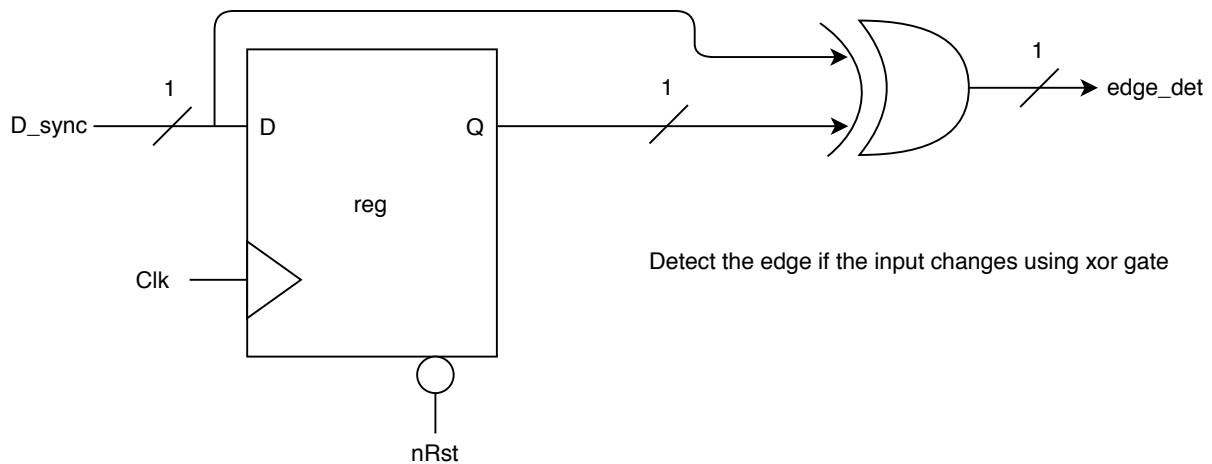 1
1
1
D_sync
D
Q
edge_det
reg
Clk
Detect the edge if the input changes using xor gate
nRst